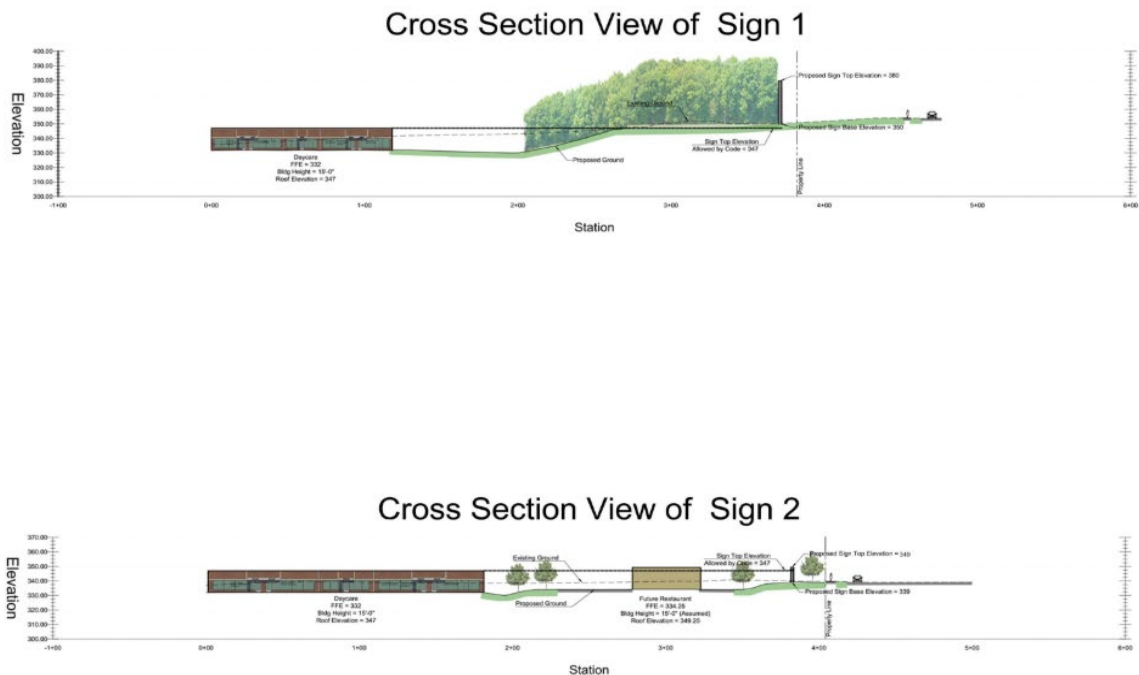 Cross Section View of Sign 1
400.00
390.00
380.00
370.00
360.00
350.00
340.00
330.00
320.00
310.00
300.00
Elevation
Proposed Sign Top Elevation = 380
Existing Ground
Proposed Sign Base Elevation = 350
Sign Top Elevation
Allowed by Code = 347
Proposed Ground
Daycare
FFE = 332
Bldg Height = 15'-0"
Roof Elevation = 347
Property Line
-1+00
0+00
1+00
2+00
3+00
4+00
5+00
6+00
Station
Cross Section View of Sign 2
370.00
360.00
350.00
340.00
330.00
320.00
310.00
300.00
Elevation
Existing Ground
Sign Top Elevation
Allowed by Code = 347
Proposed Sign Top Elevation = 349
Proposed Sign Base Elevation = 339
Proposed Ground
Daycare
FFE = 332
Bldg Height = 15'-0"
Roof Elevation = 347
Future Restaurant
FFE = 334.25
Bldg Height = 15'-0" (Assumed)
Roof Elevation = 349.25
Property Line
-1+00
0+00
1+00
2+00
3+00
4+00
5+00
6+00
Station